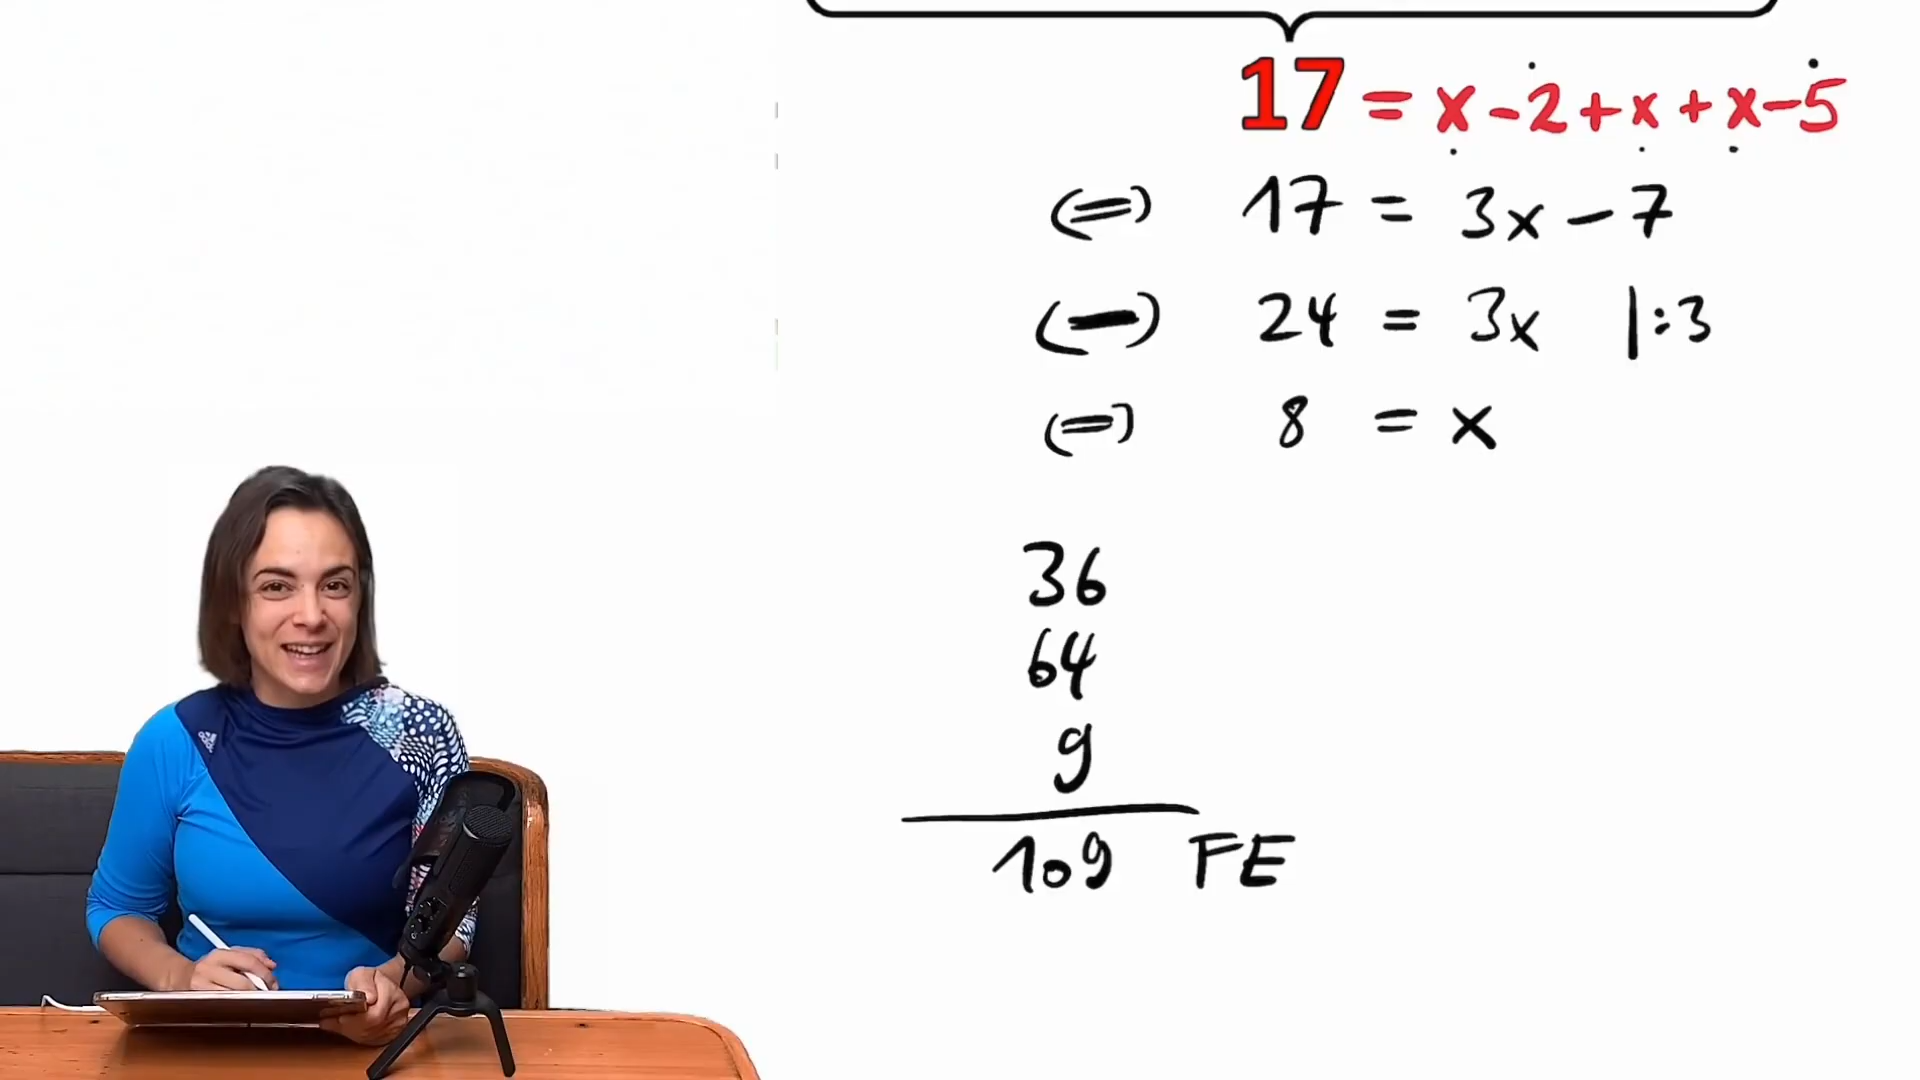 17 = x-2+x+x-5
(=) 17 = 3x-7
(=) 24 = 3x |:3
(=) 8 = x
36
64
9
109 FE